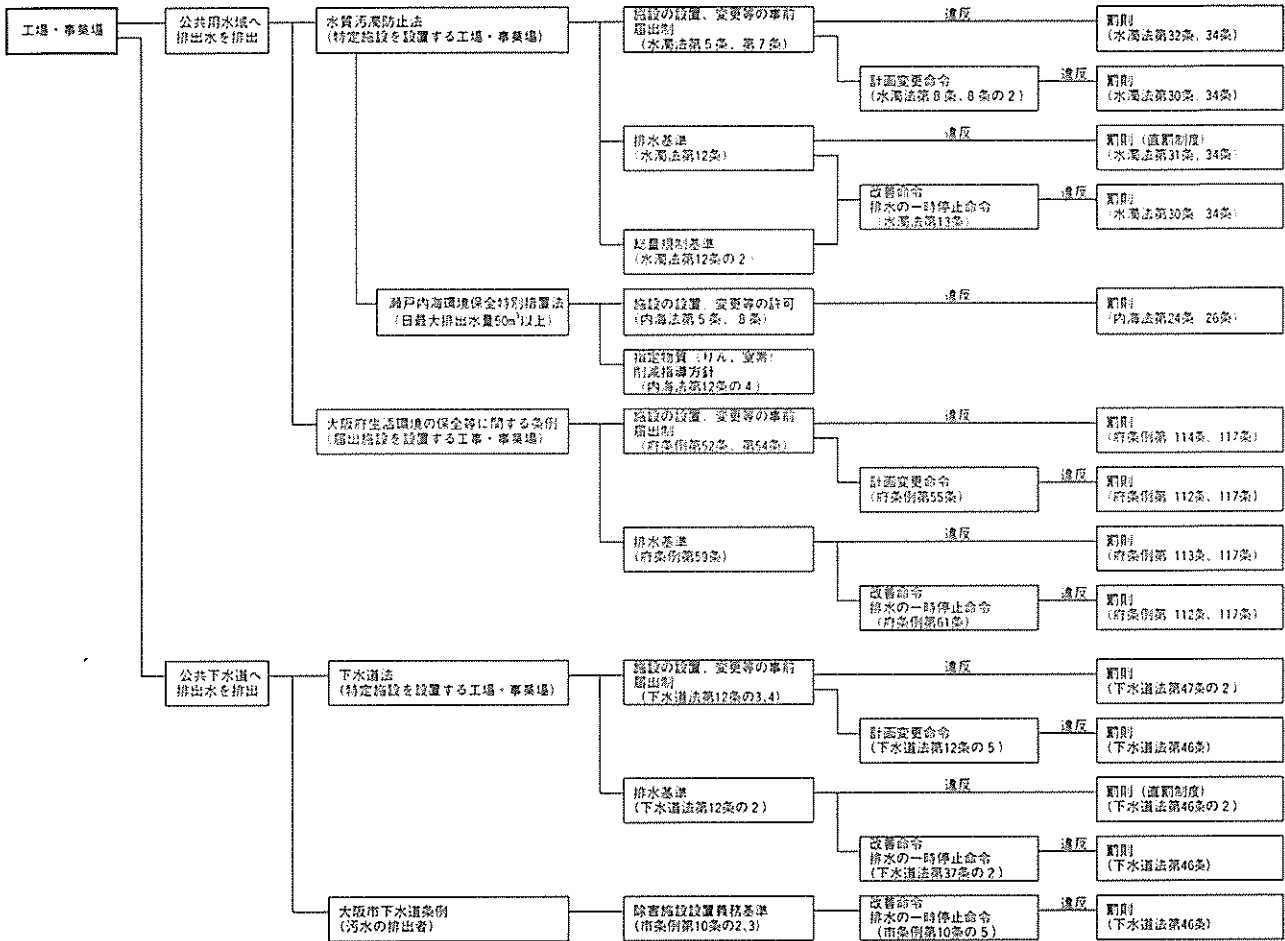 工場・事業場
公共用水域へ
排出水を排出
水質汚濁防止法
(特定施設を設置する工場・事業場)
施設の設置、変更等の事前
届出制
(水濁法第5条、第7条)
違反
罰則
(水濁法第32条、34条)
計画変更命令
(水濁法第8条、8条の2)
違反
罰則
(水濁法第30条、34条)
排水基準
(水濁法第12条)
違反
罰則(直罰制度)
(水濁法第31条、34条)
改善命令
排水の一時停止命令
(水濁法第13条)
違反
罰則
(水濁法第30条 34条)
総量規制基準
(水濁法第12条の2)
瀬戸内海環境保全特別措置法
(日最大排出水量50m³以上)
施設の設置、変更等の許可
(内海法第5条、8条)
違反
罰則
(内海法第24条 26条)
指定物質(りん、窒素)
削減指導方針
(内海法第12条の4)
大阪府生活環境の保全等に関する条例
(届出施設を設置する工事・事業場)
施設の設置、変更等の事前
届出制
(府条例第52条、第54条)
違反
罰則
(府条例第 114条、117条)
計画変更命令
(府条例第55条)
違反
罰則
(府条例第 112条、117条)
排水基準
(府条例第59条)
違反
罰則
(府条例第 113条、117条)
改善命令
排水の一時停止命令
(府条例第61条)
違反
罰則
(府条例第 112条、117条)
公共下水道へ
排出水を排出
下水道法
(特定施設を設置する工場・事業場)
施設の設置、変更等の事前
届出制
(下水道法第12条の3,4)
違反
罰則
(下水道法第47条の2)
計画変更命令
(下水道法第12条の5)
違反
罰則
(下水道法第46条)
排水基準
(下水道法第12条の2)
違反
罰則(直罰制度)
(下水道法第46条の2)
改善命令
排水の一時停止命令
(下水道法第37条の2)
違反
罰則
(下水道法第46条)
大阪市下水道条例
(汚水の排出者)
除害施設設置義務基準
(市条例第10条の2,3)
改善命令
排水の一時停止命令
(市条例第10条の5)
違反
罰則
(下水道法第46条)